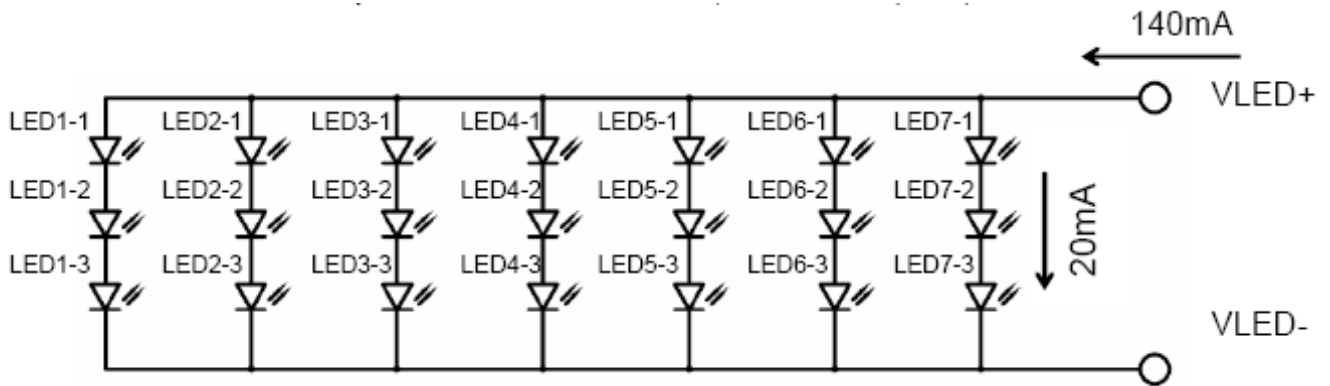 140mA
VLED+
LED1-1 LED2-1 LED3-1 LED4-1 LED5-1 LED6-1 LED7-1
LED1-2 LED2-2 LED3-2 LED4-2 LED5-2 LED6-2 LED7-2
20mA
LED1-3 LED2-3 LED3-3 LED4-3 LED5-3 LED6-3 LED7-3
VLED-